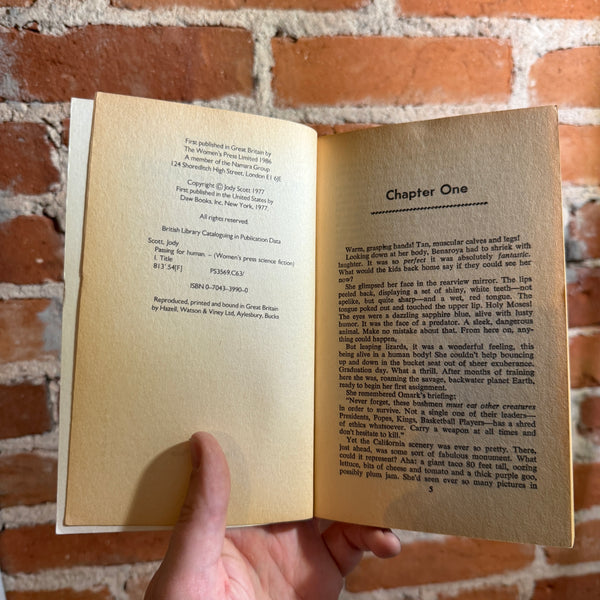 First published in Great Britain by
The Women's Press Limited 1986
A member of the Namara Group
124 Shoreditch High Street, London E1 6JE
Copyright © Jody Scott 1977
First published in the United States by
Daw Books, Inc. New York, 1977.
All rights reserved.
British Library Cataloguing in Publication Data
Scott, Jody
Passing for human. – (Women's press science fiction)
I. Title
813'.54[F] PS3569.C63/
ISBN 0-7043-3990-0
Reproduced, printed and bound in Great Britain
by Hazell, Watson & Viney Ltd, Aylesbury, Bucks
Chapter One
Warm, grasping hands! Tan, muscular calves and legs!
Looking down at her body, Benaroya had to shriek with
laughter. It was so perfect it was absolutely fantastic.
What would the kids back home say if they could see her
now?
She glimpsed her face in the rearview mirror. The lips
peeled back, displaying a set of shiny, white teeth—not
apelike, but quite sharp—and a wet, red tongue. The
tongue poked out and touched the upper lip. Holy Moses!
The eyes were a dazzling sapphire blue, alive with lusty
humor. It was the face of a predator. A sleek, dangerous
animal. Make no mistake about that. From here on, any-
thing could happen.
But leaping lizards, it was a wonderful feeling, this
being alive in a human body! She couldn't help bouncing
up and down in the bucket seat out of sheer exuberance.
Graduation day. What a thrill. After months of training
here she was, roaming the savage, backwater planet Earth,
ready to begin her first assignment.
She remembered Omark's briefing:
"Never forget, these bushmen must eat other creatures
in order to survive. Not a single one of their leaders—
Presidents, Popes, Kings, Basketball Players—has a shred
of ethics whatsoever. Carry a weapon at all times and
don't hesitate to kill."
Yet the California scenery was ever so pretty. There,
just ahead, was some sort of fabulous monument. What
could it represent? Aha: a giant taco 80 feet tall, oozing
lettuce, bits of cheese and tomato and a thick purple goo,
possibly plum jam. She'd seen ever so many pictures in
5